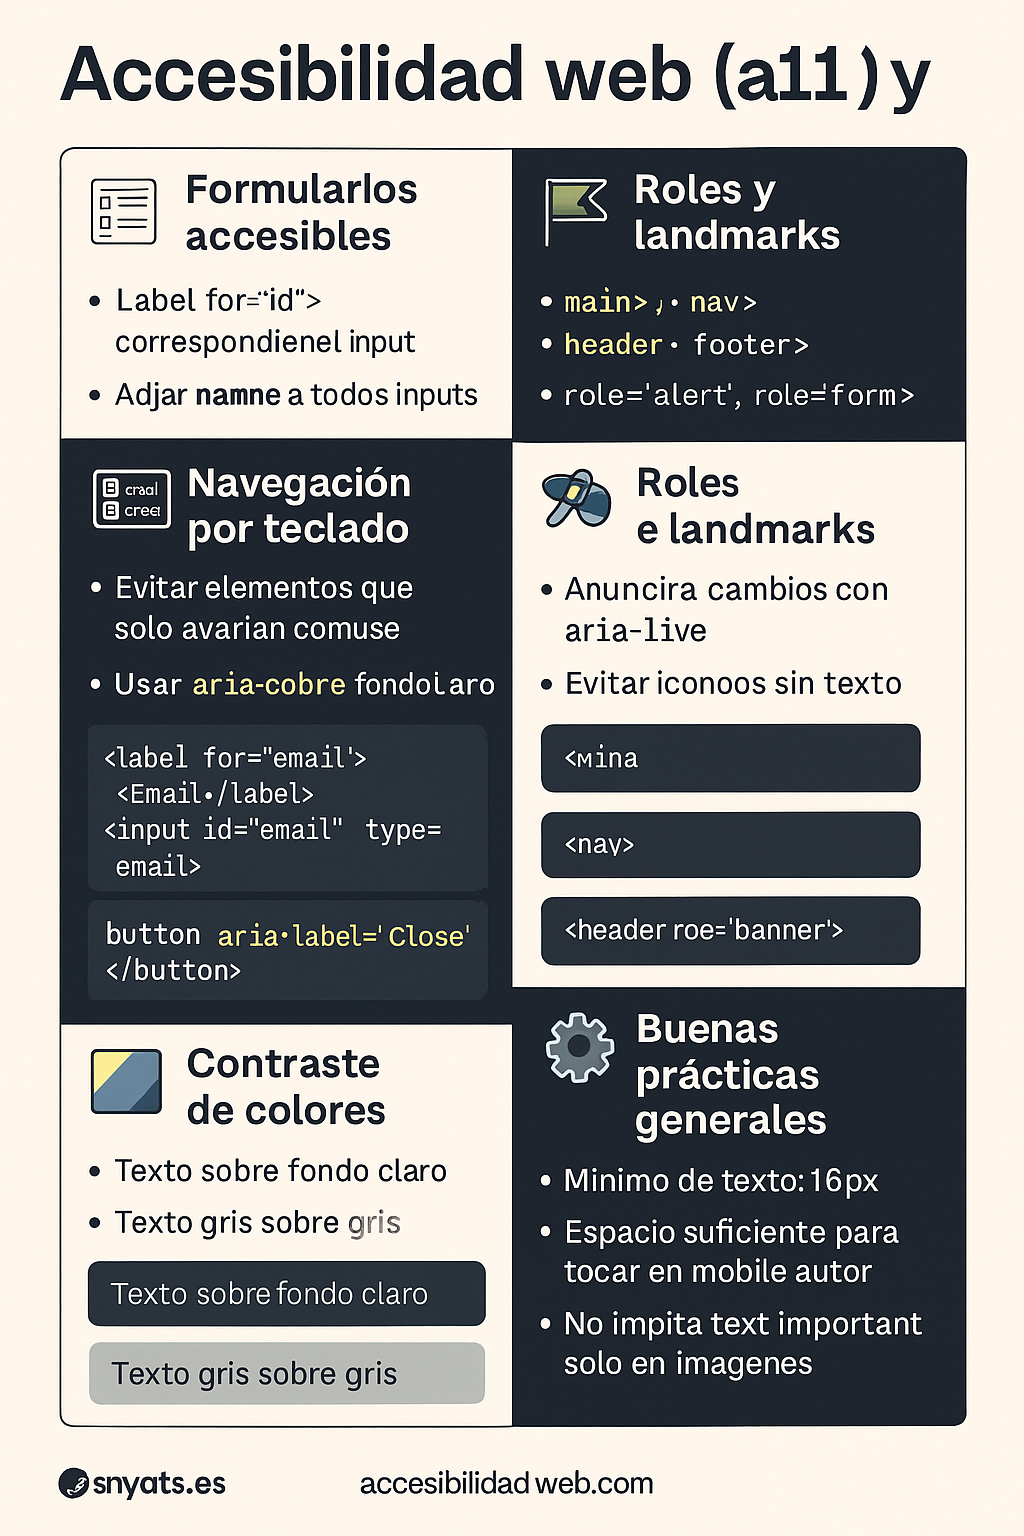 Accesibilidad web (a11)y
Formularlos
accesibles
• Label for="id">
correspondienel input
• Adjar namne a todos inputs
Roles y
landmarks
• main>,· nav>
• header· footer>
• role='alert', role='form>
Navegación
por teclado
• Evitar elementos que
solo avarian comuse
• Usar aria-cobre fondoLaro
<label for="email'>
<Email·/label>
<input id="email" type=
email>
button aria·label='Close'
</button>
Roles
e landmarks
• Anuncira cambios con
aria-live
• Evitar iconoos sin texto
<mina
<nav>
<header roe='banner'>
Contraste
de colores
• Texto sobre fondo claro
• Texto gris sobre gris
Texto sobre fondo claro
Texto gris sobre gris
Buenas
prácticas
generales
• Minimo de texto: 16px
• Espacio suficiente para
tocar en mobile autor
• No impita text important
solo en imagenes
snyats.es
accesibilidad web.com